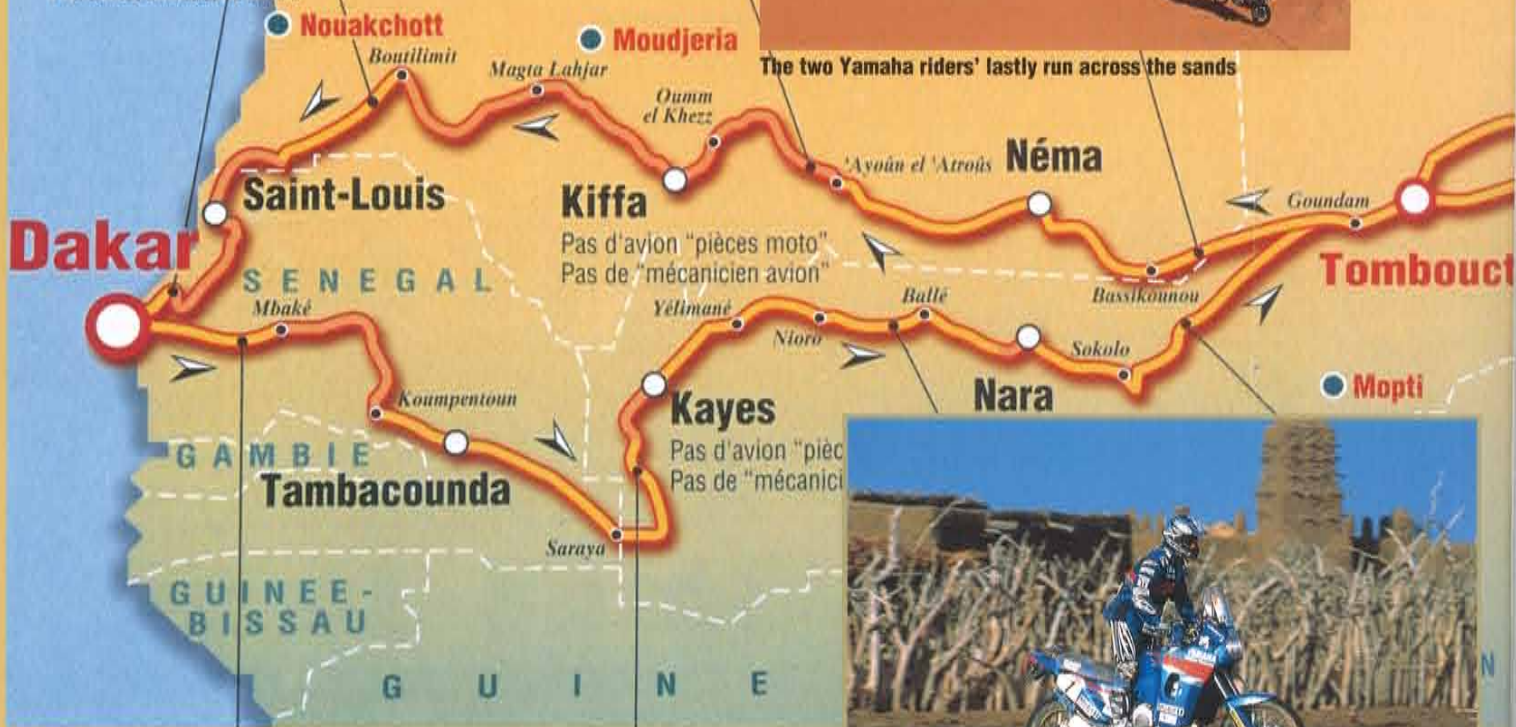 Nouakchott
Moudjeria
The two Yamaha riders' lastly run across the sands
Boutilimit
Magta Lahjar
Oumm
el Khezz
'Ayoûn el 'Atroûs
Néma
Saint-Louis
Kiffa
Pas d'avion "pièces moto"
Pas de "mécanicien avion"
Goundam
Tombouct
Dakar
SENEGAL
Bassikounou
Mbaké
Yélimané
Nioro
Ballé
Sokolo
Nara
Mopti
Koumpentoun
Kayes
Pas d'avion "pièc
Pas de "mécanici
GAMBIE
Tambacounda
Saraya
GUINEE-
BISSAU
GUINE
N
YAMAHA